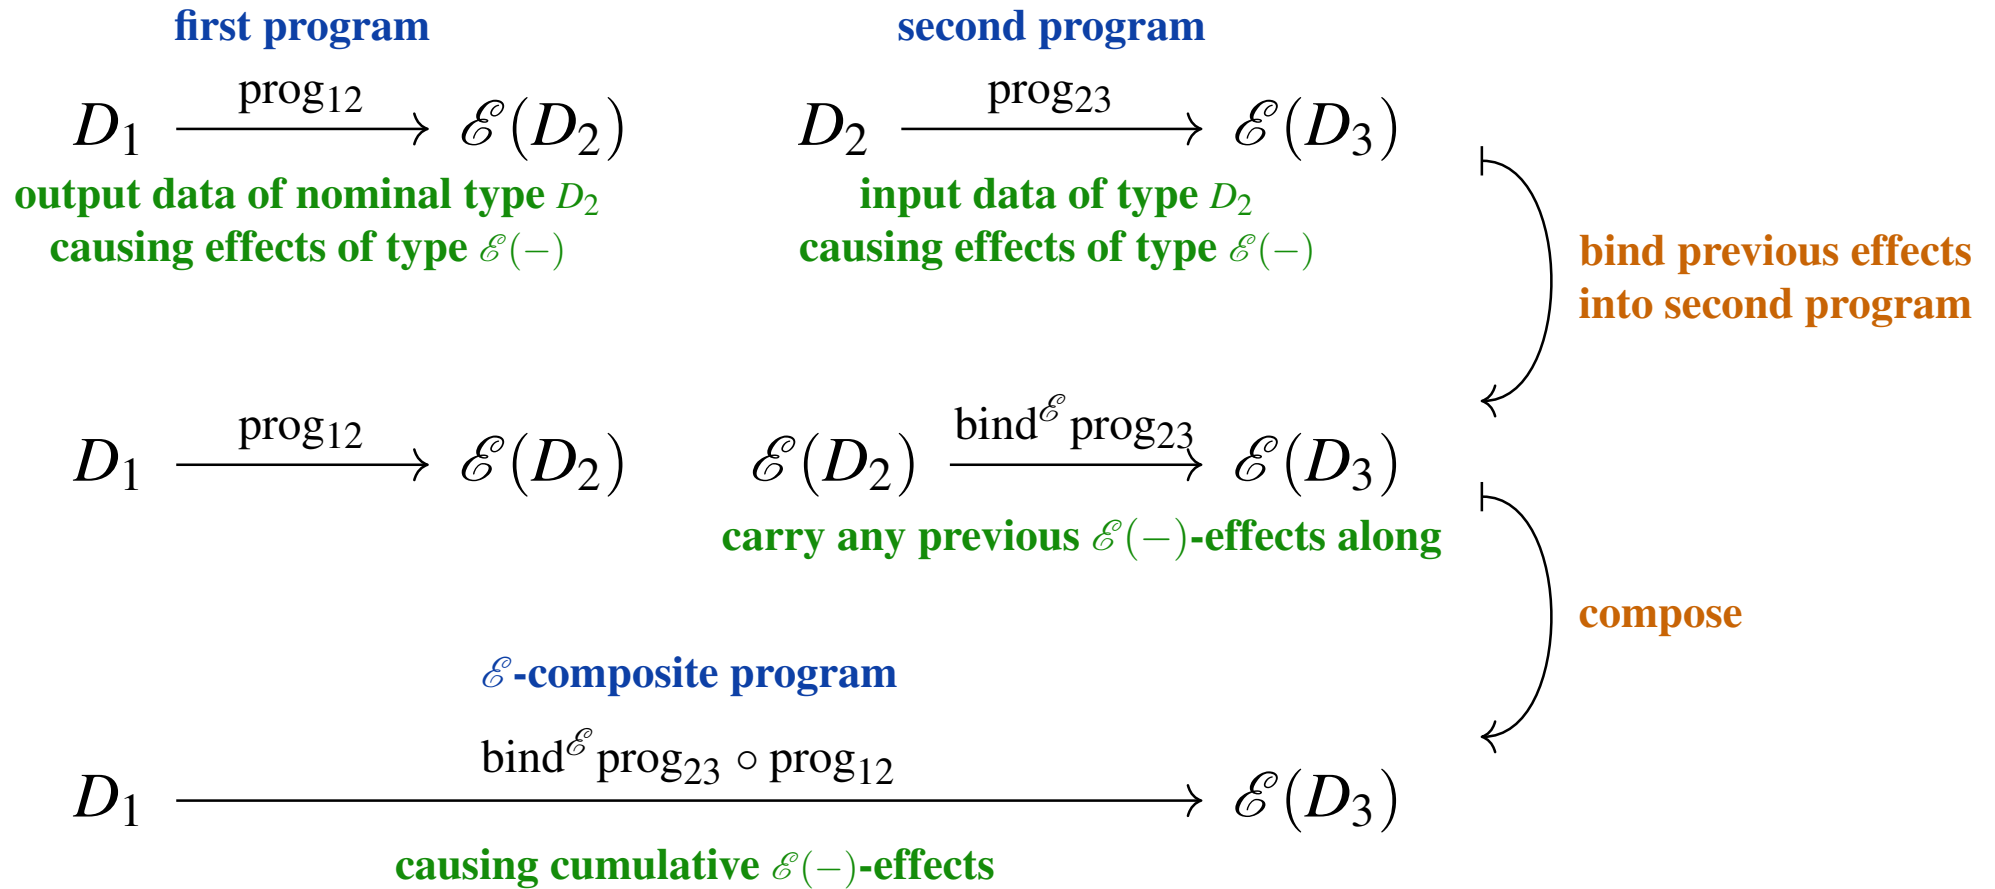 first program
second program
D₁ prog₁₂ ℰ(D₂)
D₂ prog₂₃ ℰ(D₃)
output data of nominal type D₂
causing effects of type ℰ(−)
input data of type D₂
causing effects of type ℰ(−)
bind previous effects
into second program
D₁ prog₁₂ ℰ(D₂)
ℰ(D₂) bind^ℰ prog₂₃ ℰ(D₃)
carry any previous ℰ(−)-effects along
compose
ℰ-composite program
D₁ bind^ℰ prog₂₃ ∘ prog₁₂ ℰ(D₃)
causing cumulative ℰ(−)-effects